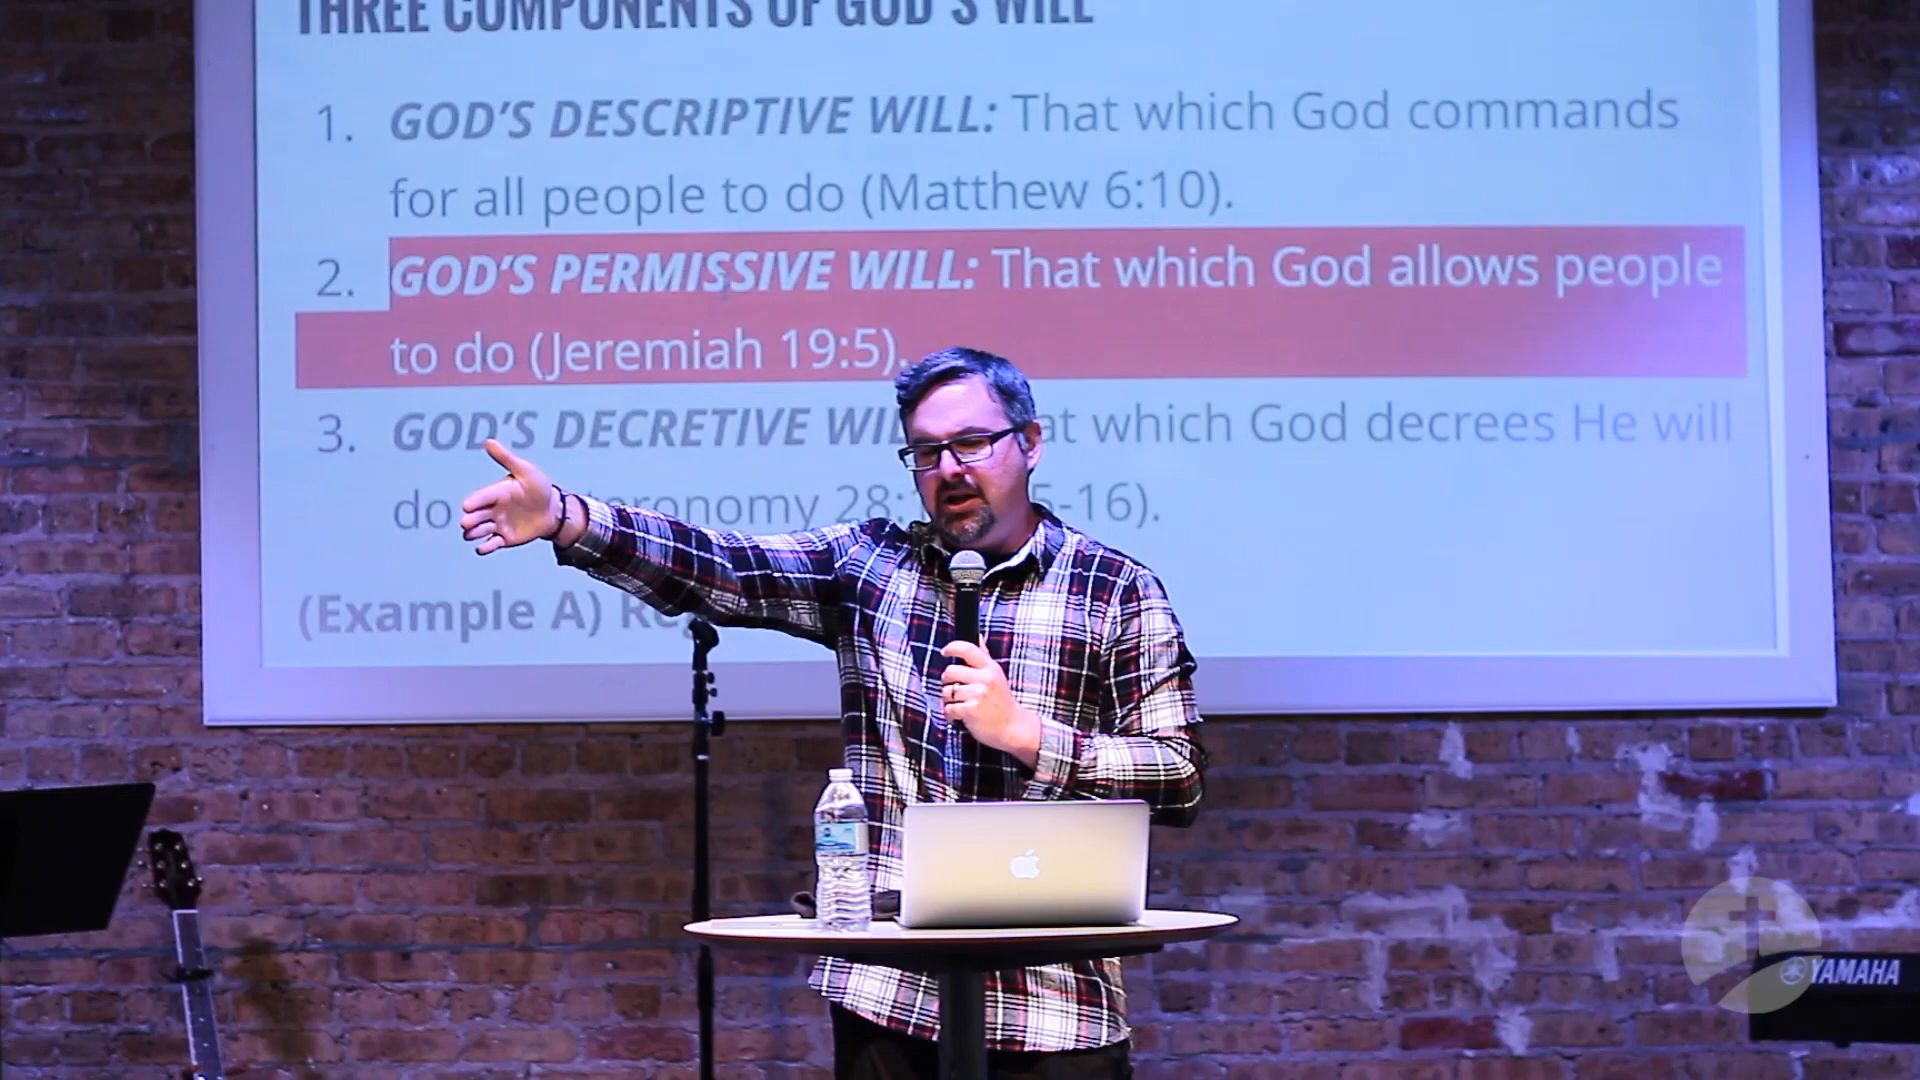 THREE COMPONENTS OF GOD'S WILL
1. GOD'S DESCRIPTIVE WILL: That which God commands
for all people to do (Matthew 6:10).
2. GOD'S PERMISSIVE WILL: That which God allows people
to do (Jeremiah 19:5).
3. GOD'S DECRETIVE which God decrees He will
do 28: -16).
(Example A)
YAMAHA